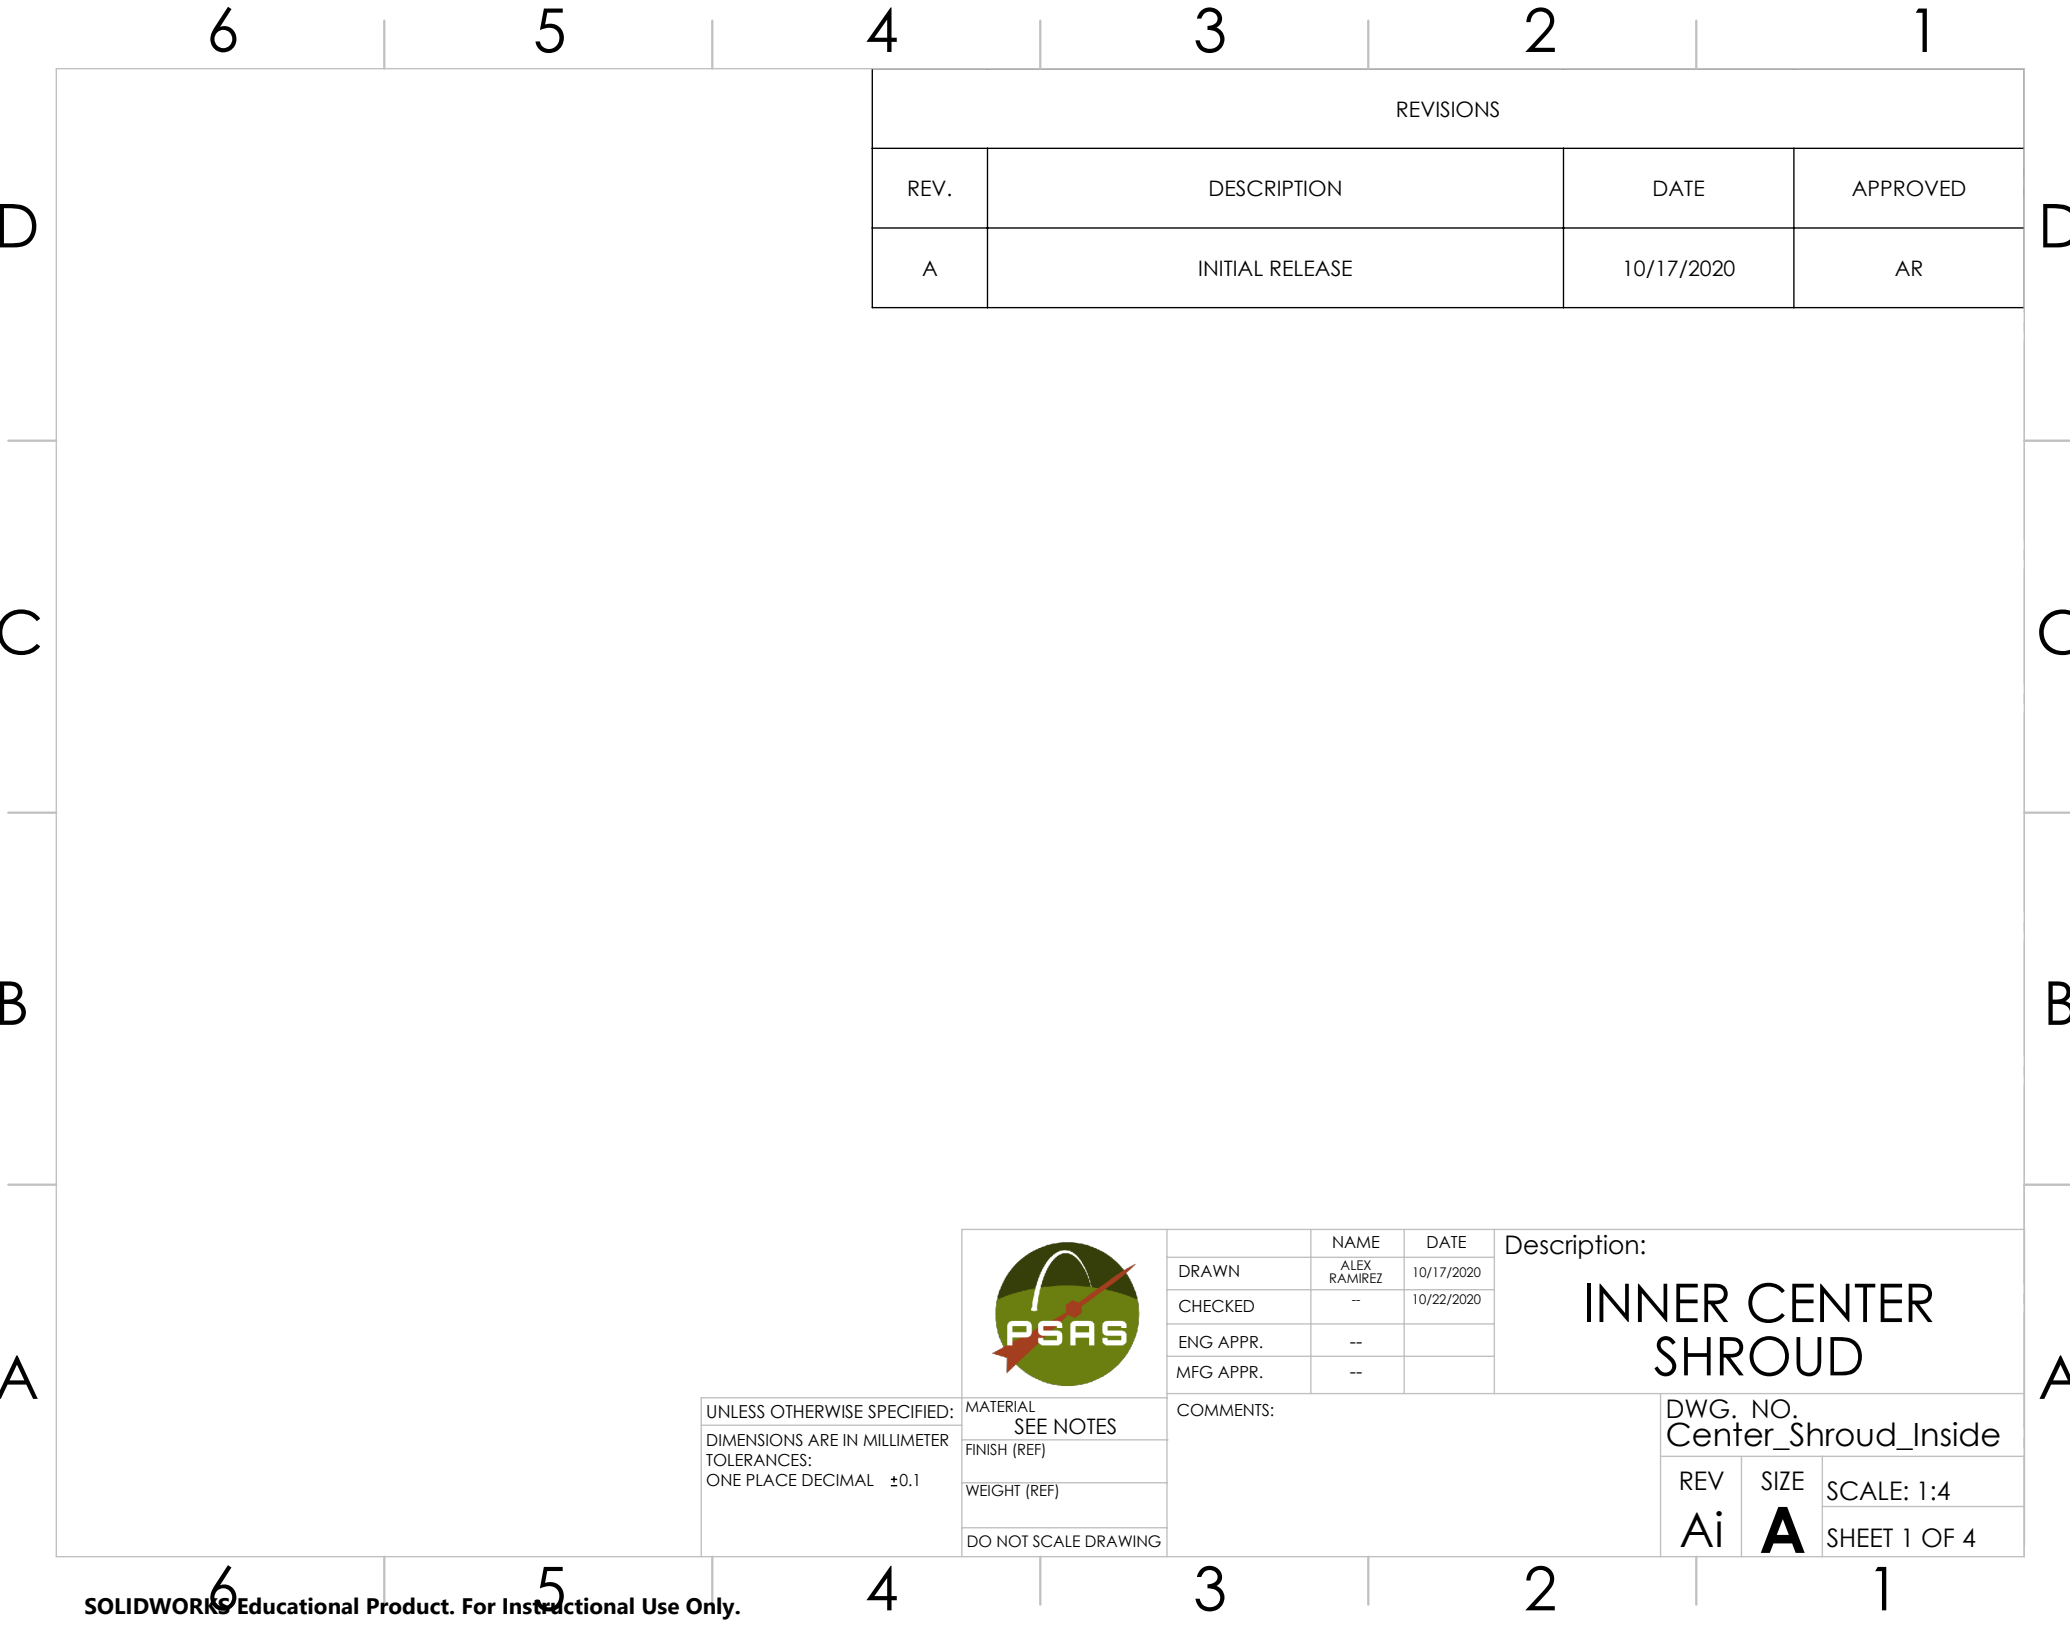 6 5 4 3 2 1
REVISIONS
REV. DESCRIPTION DATE APPROVED
D D
A INITIAL RELEASE 10/17/2020 AR
C C
B B
NAME DATE
Description:
DRAWN ALEX RAMIREZ 10/17/2020
CHECKED -- 10/22/2020
ENG APPR. --
MFG APPR. --
INNER CENTER
SHROUD
PSAS
A A
UNLESS OTHERWISE SPECIFIED:
DIMENSIONS ARE IN MILLIMETER
TOLERANCES:
ONE PLACE DECIMAL ±0.1
MATERIAL
SEE NOTES
FINISH (REF)
WEIGHT (REF)
DO NOT SCALE DRAWING
COMMENTS:
DWG. NO.
Center_Shroud_Inside
REV SIZE SCALE: 1:4
Ai A SHEET 1 OF 4
6 5 4 3 2 1
SOLIDWORKS Educational Product. For Instructional Use Only.